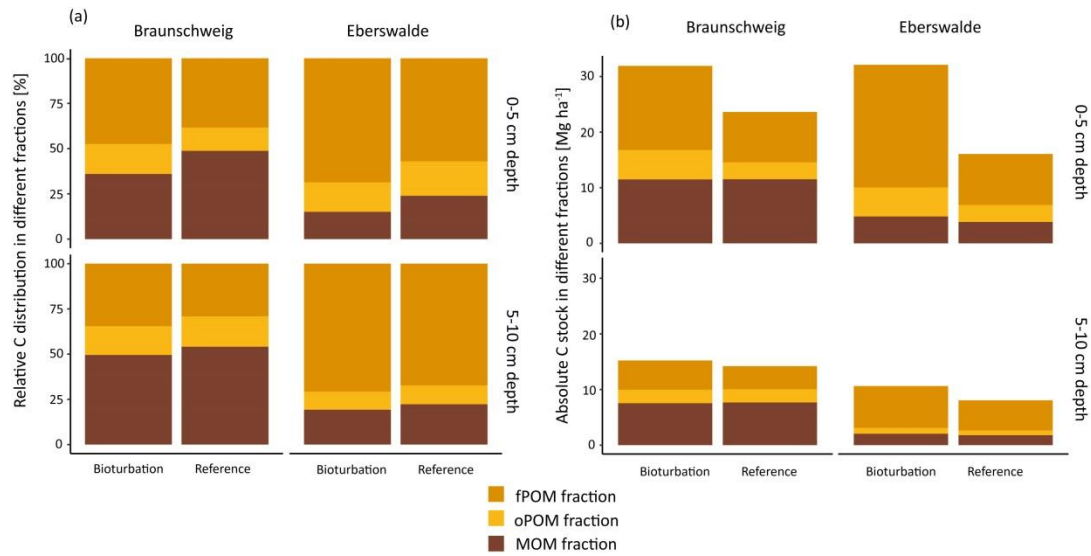 (a)
Braunschweig
Eberswalde
Relative C distribution in different fractions [%]
100
75
50
25
0
0-5 cm depth
100
75
50
25
0
5-10 cm depth
Bioturbation
Reference
Bioturbation
Reference
(b)
Braunschweig
Eberswalde
Absolute C stock in different fractions [Mg ha⁻¹]
30
20
10
0
0-5 cm depth
30
20
10
0
5-10 cm depth
Bioturbation
Reference
Bioturbation
Reference
fPOM fraction
oPOM fraction
MOM fraction